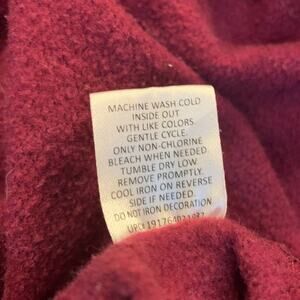 MACHINE WASH COLD
INSIDE OUT
WITH LIKE COLORS.
GENTLE CYCLE.
ONLY NON-CHLORINE
BLEACH WHEN NEEDED.
TUMBLE DRY LOW.
REMOVE PROMPTLY.
COOL IRON ON REVERSE
SIDE IF NEEDED.
DO NOT IRON DECORATION